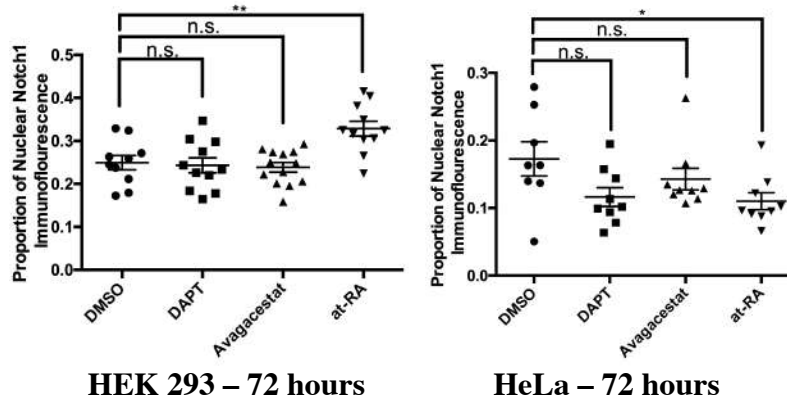 **
n.s.
n.s.
Proportion of Nuclear Notch1
Immunoflourescence
0.5
0.4
0.3
0.2
0.1
0.0
DMSO
DAPT
Avagacestat
at-RA
HEK 293 – 72 hours
*
n.s.
n.s.
Proportion of Nuclear Notch1
Immunoflourescence
0.3
0.2
0.1
0.0
DMSO
DAPT
Avagacestat
at-RA
HeLa – 72 hours